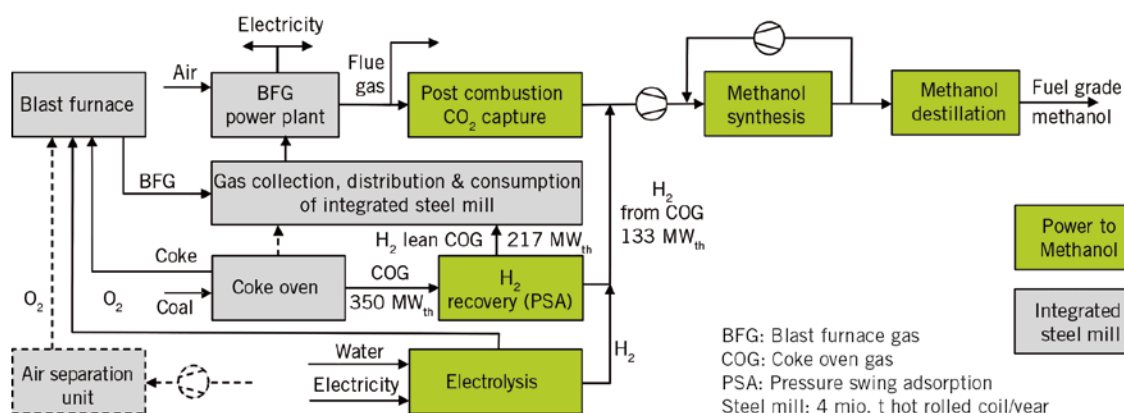 Electricity
Air
Flue
gas
Blast furnace
BFG
power plant
Post combustion
CO₂ capture
Methanol
synthesis
Methanol
destillation
Fuel grade
methanol
BFG
Gas collection, distribution & consumption
of integrated steel mill
H₂
from COG
133 MWth
H₂ lean COG
217 MWth
Power to
Methanol
Coke
Coal
O₂
O₂
Coke oven
COG
350 MWth
H₂
recovery (PSA)
Integrated
steel mill
H₂
Air separation
unit
Water
Electricity
Electrolysis
BFG: Blast furnace gas
COG: Coke oven gas
PSA: Pressure swing adsorption
Steel mill: 4 mio. t hot rolled coil/year